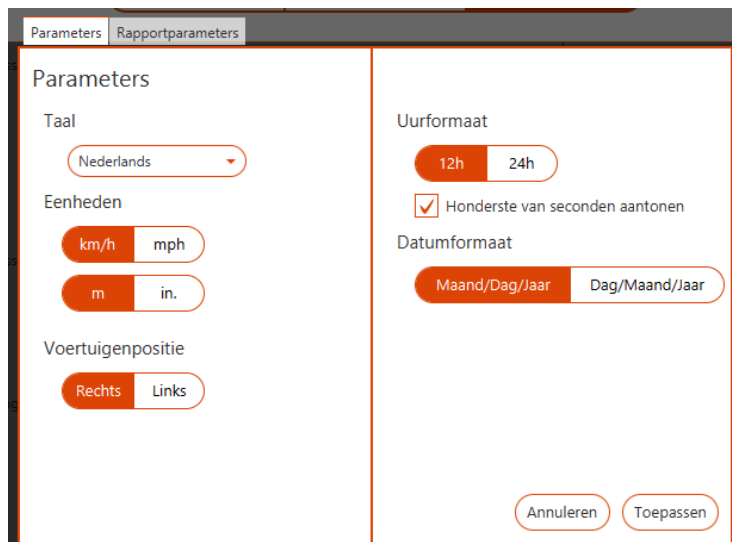 Parameters Rapportparameters
Parameters
Taal
Nederlands
Eenheden
km/h mph
m in.
Voertuigenpositie
Rechts Links
Uurformaat
12h 24h
Honderste van seconden aantonen
Datumformaat
Maand/Dag/Jaar Dag/Maand/Jaar
Annuleren Toepassen